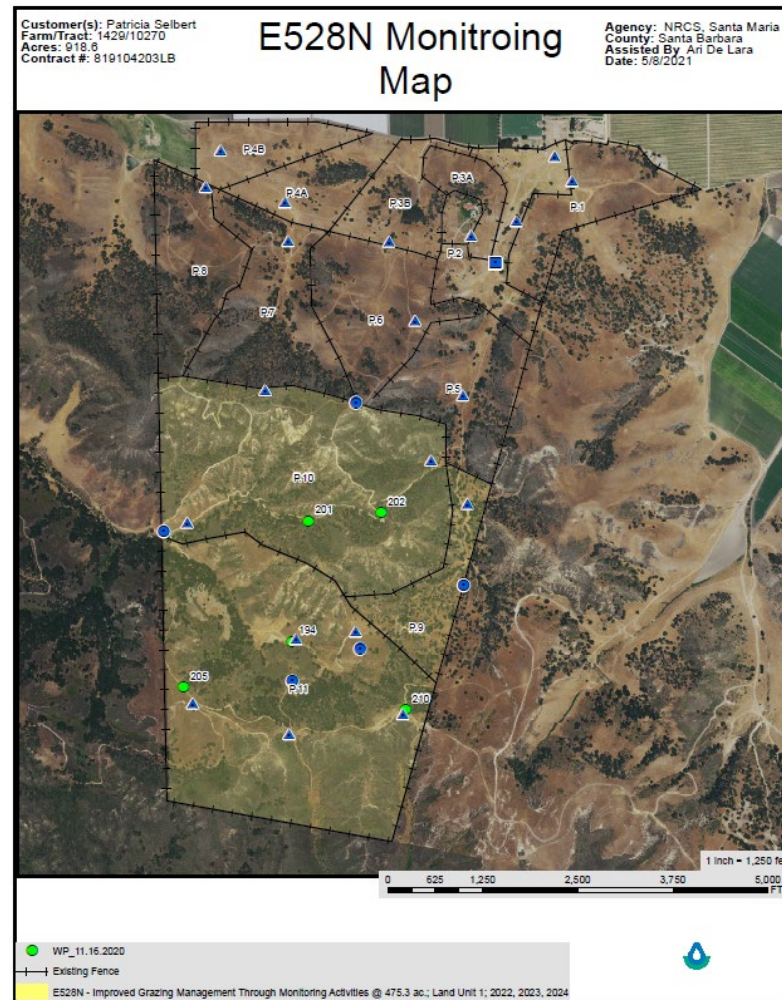 Customer(s): Patricia Selbert
Farm/Tract: 1429/10270
Acres: 918.6
Contract #: 819104203LB
E528N Monitroing
Map
Agency: NRCS, Santa Maria
County: Santa Barbara
Assisted By Ari De Lara
Date: 5/8/2021
P.4B
P.3A
P.4A
P.1
P.3B
P.2
P.8
P.7
P.6
P.5
P.10
202
201
194
P.9
205
P.11
210
1 inch = 1,250 fe
0 625 1,250 2,500 3,750 5,000
FT
WP_11.16.2020
Existing Fence
E528N - Improved Grazing Management Through Monitoring Activities @ 475.3 ac.; Land Unit 1; 2022, 2023, 2024